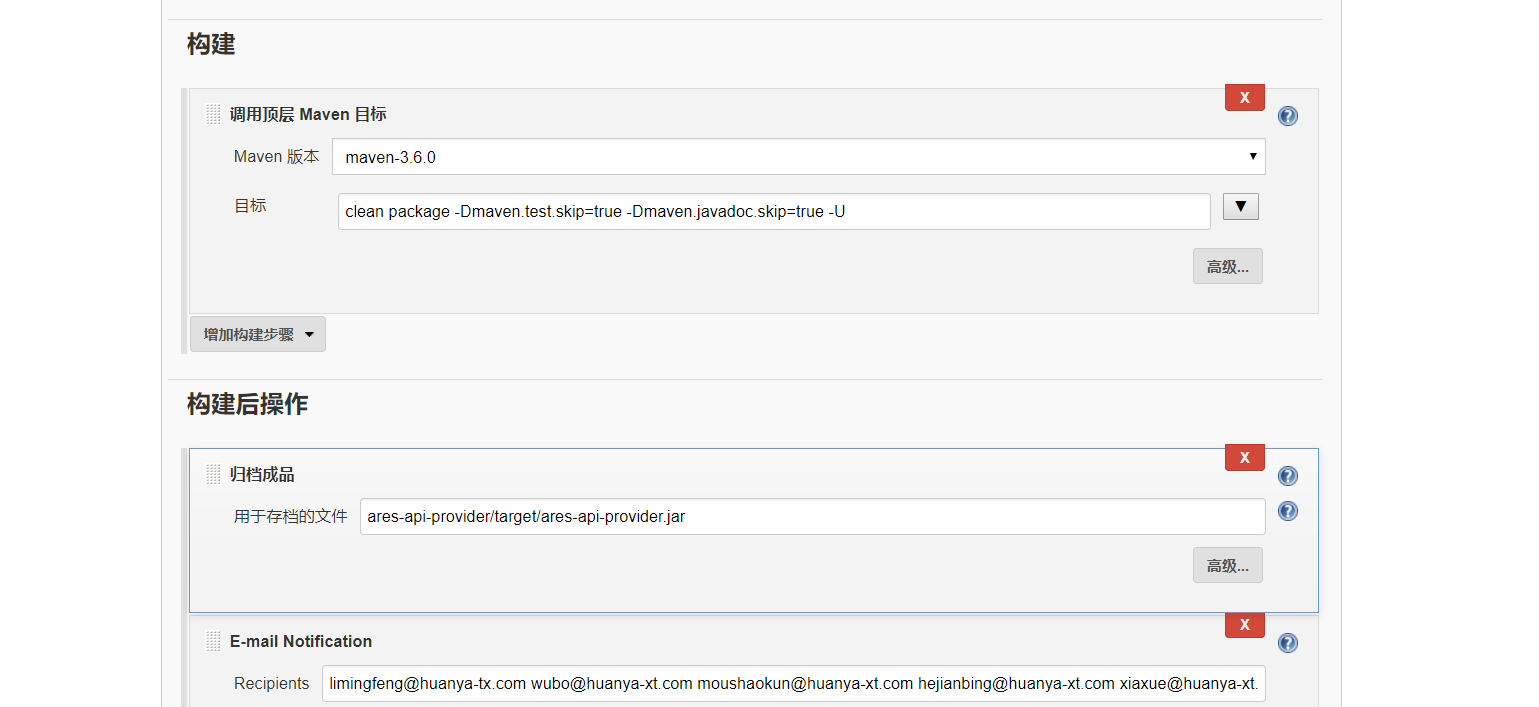 构建
X
调用顶层 Maven 目标
Maven 版本 maven-3.6.0
目标 clean package -Dmaven.test.skip=true -Dmaven.javadoc.skip=true -U
高级...
增加构建步骤
构建后操作
X
归档成品
用于存档的文件 ares-api-provider/target/ares-api-provider.jar
高级...
X
E-mail Notification
Recipients limingfeng@huanya-tx.com wubo@huanya-xt.com moushaokun@huanya-xt.com hejianbing@huanya-xt.com xiaxue@huanya-xt.